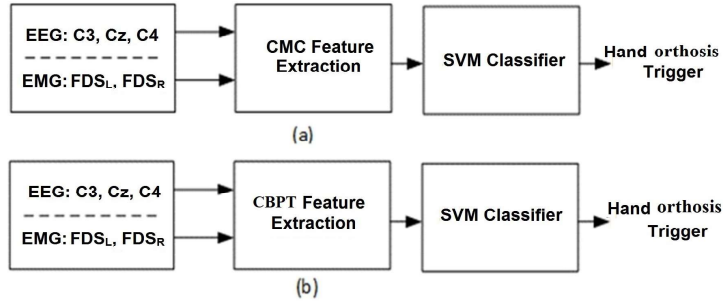 EEG: C3, Cz, C4
EMG: FDSL, FDSR
CMC Feature
Extraction
SVM Classifier
Hand orthosis
Trigger
(a)
EEG: C3, Cz, C4
EMG: FDSL, FDSR
CBPT Feature
Extraction
SVM Classifier
Hand orthosis
Trigger
(b)